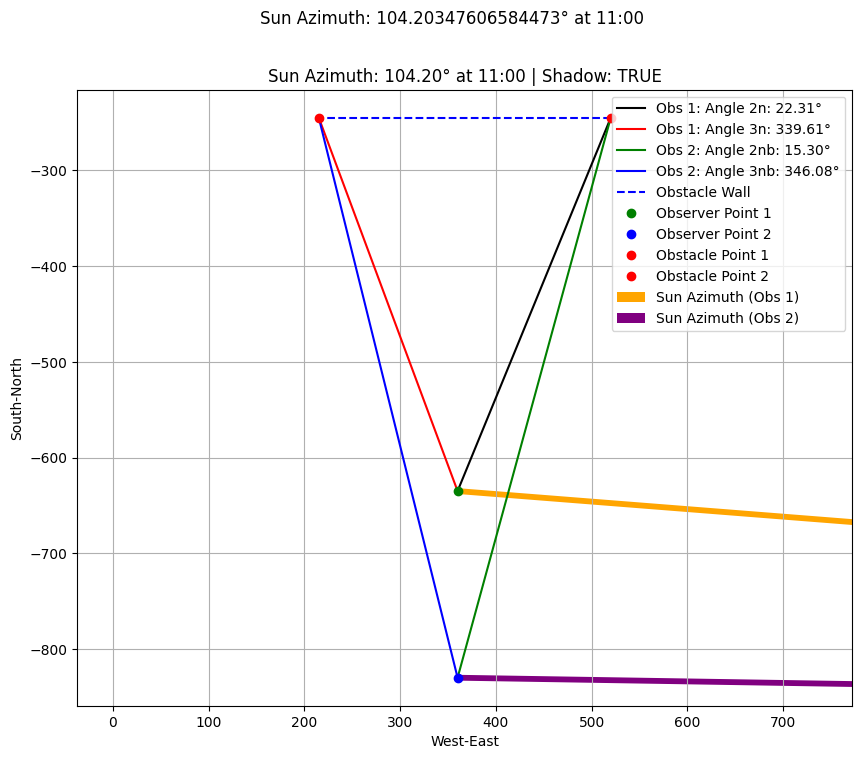 Sun Azimuth: 104.20347606584473° at 11:00
Sun Azimuth: 104.20° at 11:00 | Shadow: TRUE
Obs 1: Angle 2n: 22.31°
Obs 1: Angle 3n: 339.61°
Obs 2: Angle 2nb: 15.30°
Obs 2: Angle 3nb: 346.08°
Obstacle Wall
Observer Point 1
Observer Point 2
Obstacle Point 1
Obstacle Point 2
Sun Azimuth (Obs 1)
Sun Azimuth (Obs 2)
South-North
−300
−400
−500
−600
−700
−800
0 100 200 300 400 500 600 700
West-East